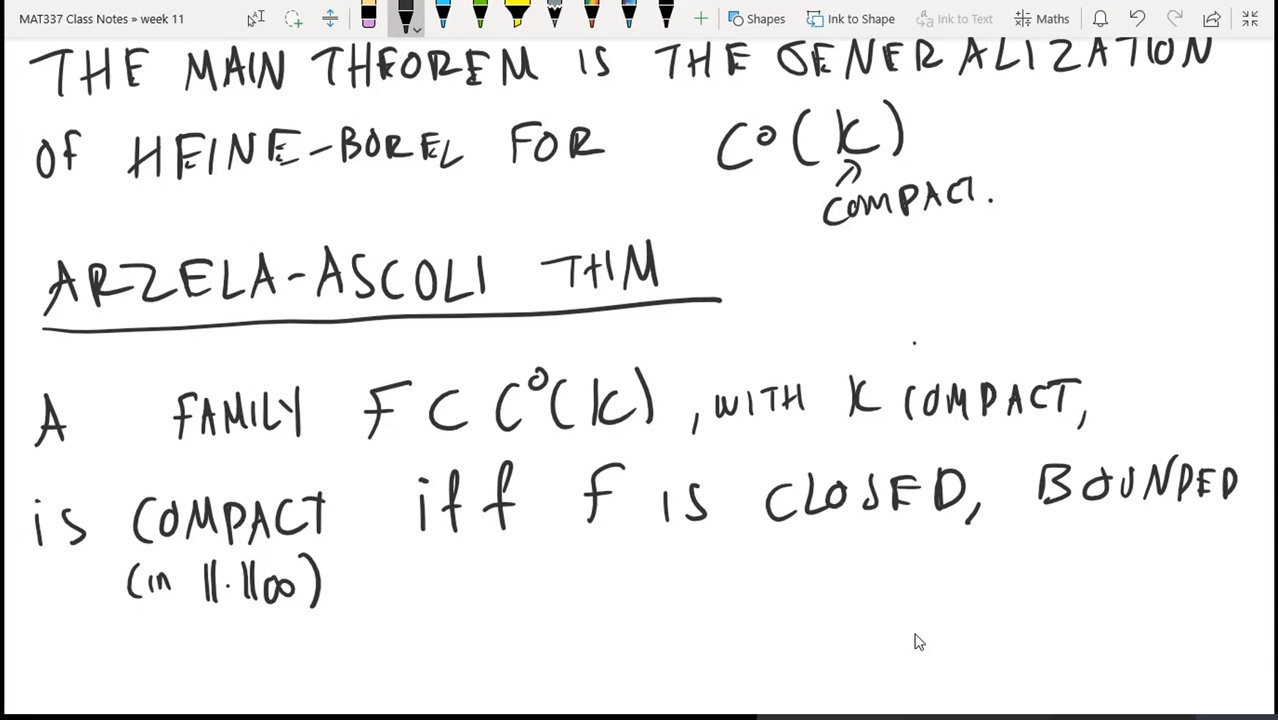 MAT337 Class Notes » week 11
Shapes
Ink to Shape
Ink to Text
Maths
THE MAIN THEOREM IS THE GENERALIZATION
OF HEINE-BOREL FOR C⁰(K)
COMPACT.
ARZELA-ASCOLI THM
A FAMILY F ⊂ C⁰(K), WITH K COMPACT,
is COMPACT iff F is CLOSED, BOUNDED
(in ||·||∞)